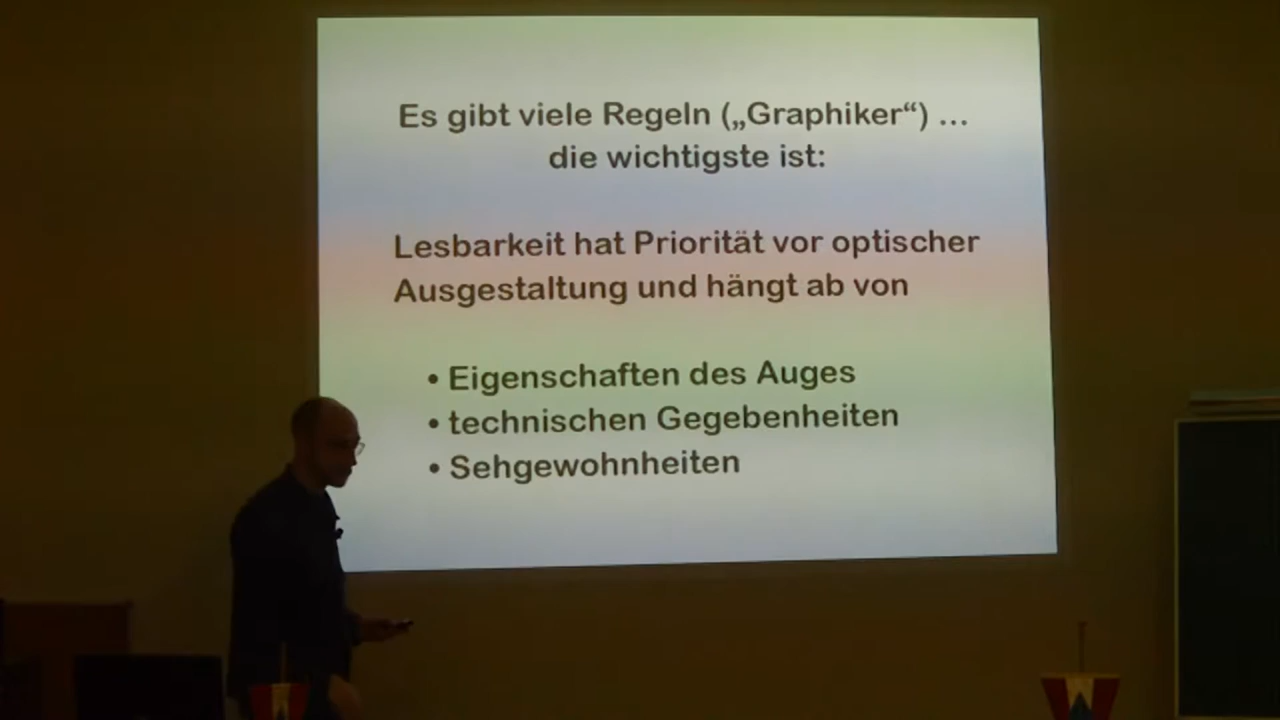 Es gibt viele Regeln („Graphiker“) ...
die wichtigste ist:
Lesbarkeit hat Priorität vor optischer
Ausgestaltung und hängt ab von
• Eigenschaften des Auges
• technischen Gegebenheiten
• Sehgewohnheiten